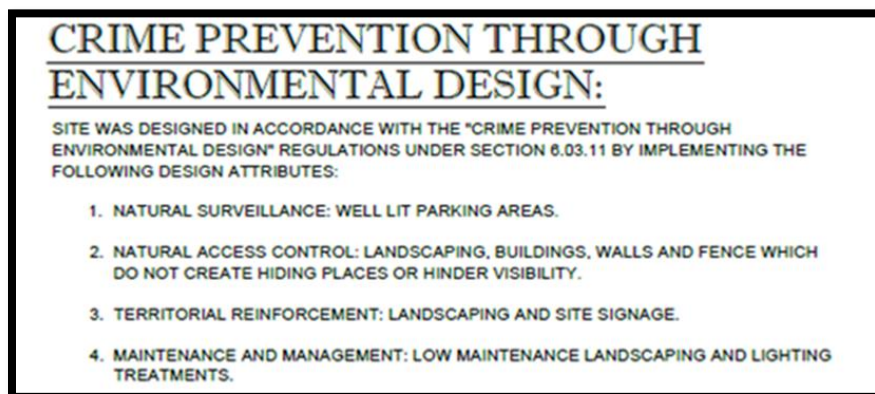 CRIME PREVENTION THROUGH
ENVIRONMENTAL DESIGN:
SITE WAS DESIGNED IN ACCORDANCE WITH THE "CRIME PREVENTION THROUGH
ENVIRONMENTAL DESIGN" REGULATIONS UNDER SECTION 6.03.11 BY IMPLEMENTING THE
FOLLOWING DESIGN ATTRIBUTES:
1. NATURAL SURVEILLANCE: WELL LIT PARKING AREAS.
2. NATURAL ACCESS CONTROL: LANDSCAPING, BUILDINGS, WALLS AND FENCE WHICH
DO NOT CREATE HIDING PLACES OR HINDER VISIBILITY.
3. TERRITORIAL REINFORCEMENT: LANDSCAPING AND SITE SIGNAGE.
4. MAINTENANCE AND MANAGEMENT: LOW MAINTENANCE LANDSCAPING AND LIGHTING
TREATMENTS.